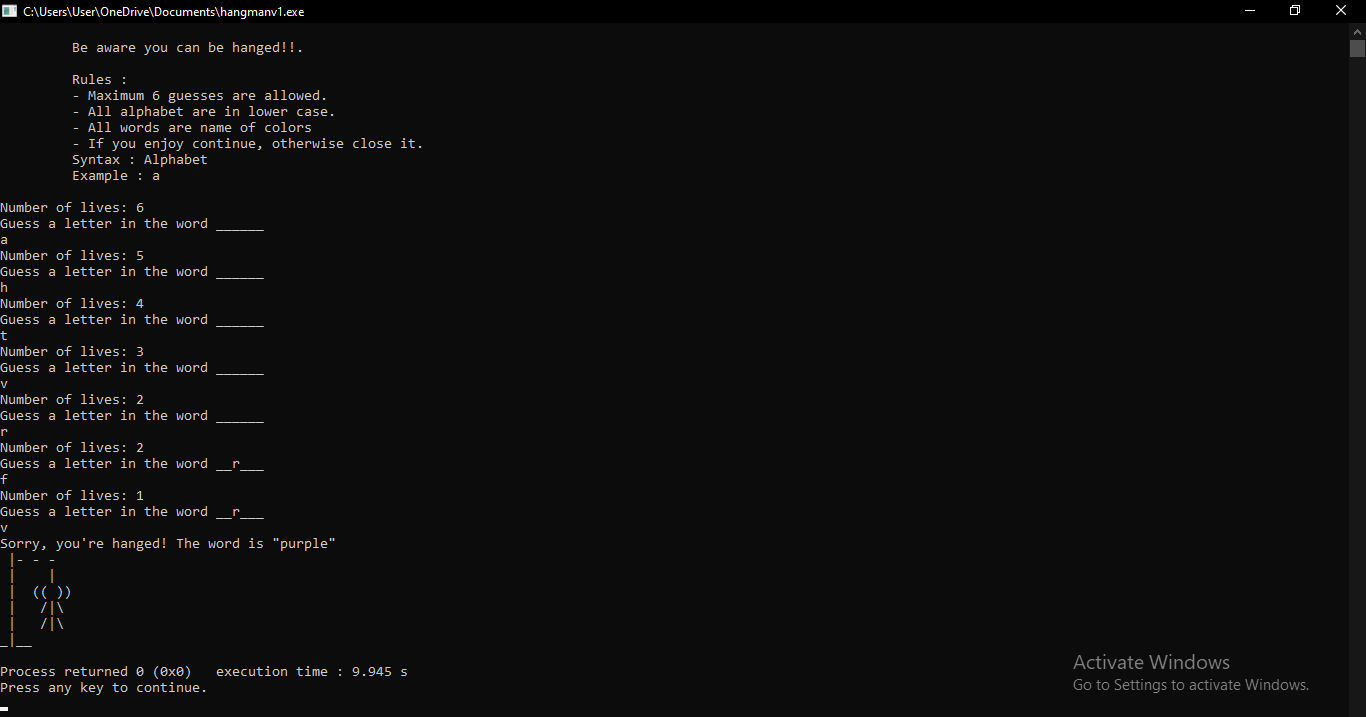 C:\Users\User\OneDrive\Documents\hangmanv1.exe
Be aware you can be hanged!!.
Rules :
- Maximum 6 guesses are allowed.
- All alphabet are in lower case.
- All words are name of colors
- If you enjoy continue, otherwise close it.
Syntax : Alphabet
Example : a
Number of lives: 6
Guess a letter in the word ______
a
Number of lives: 5
Guess a letter in the word ______
h
Number of lives: 4
Guess a letter in the word ______
t
Number of lives: 3
Guess a letter in the word ______
v
Number of lives: 2
Guess a letter in the word ______
r
Number of lives: 2
Guess a letter in the word __r___
f
Number of lives: 1
Guess a letter in the word __r___
v
Sorry, you're hanged! The word is "purple"
 |- - -
 |    |
 |  (( ))
 |   /|\
 |   /|\
_|__
Process returned 0 (0x0)   execution time : 9.945 s
Press any key to continue.
Activate Windows
Go to Settings to activate Windows.